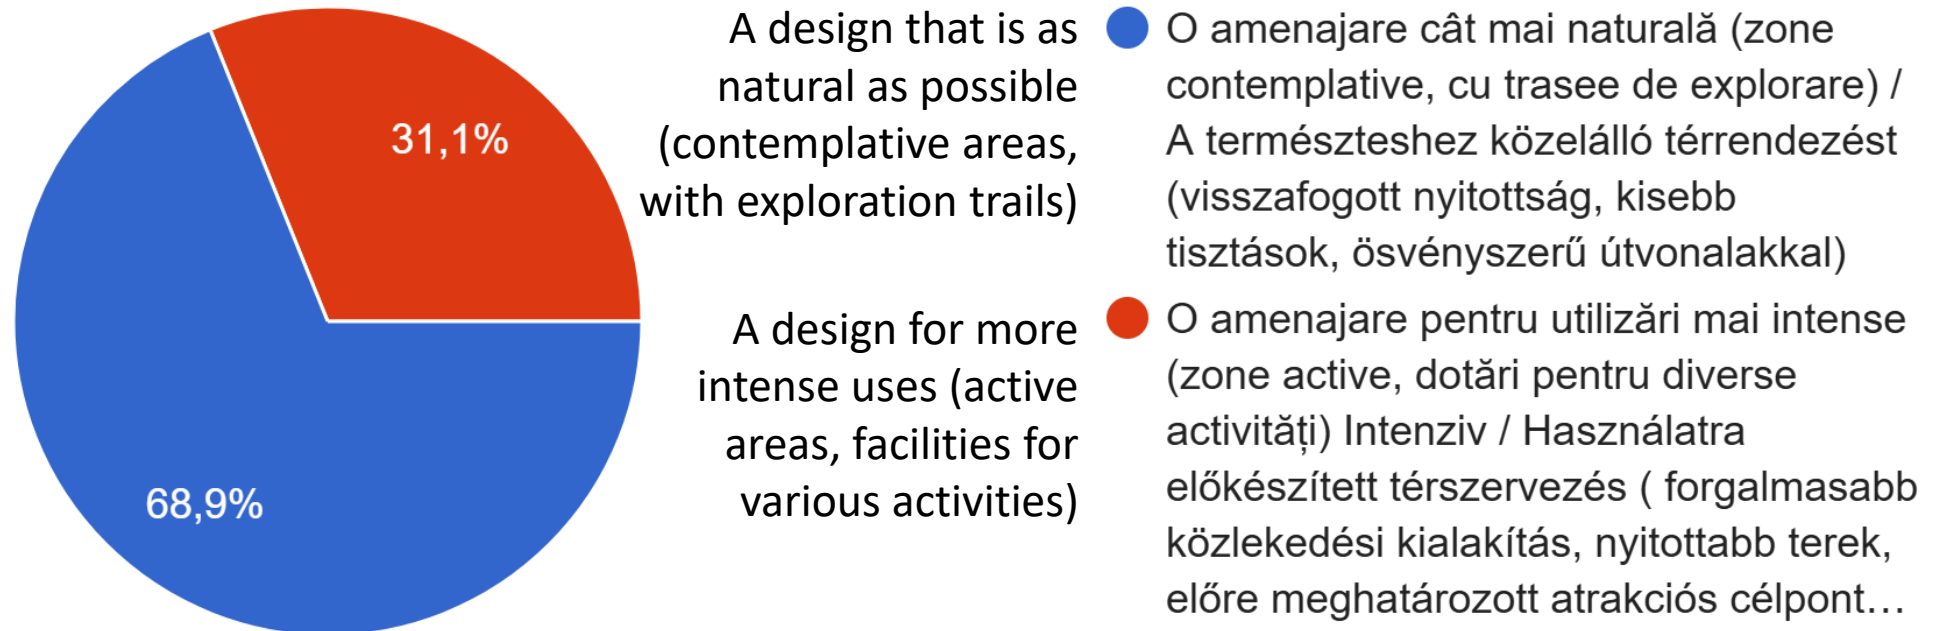 31,1%
68,9%
A design that is as
natural as possible
(contemplative areas,
with exploration trails)
A design for more
intense uses (active
areas, facilities for
various activities)
O amenajare cât mai naturală (zone
contemplative, cu trasee de explorare) /
A természteshez közelálló térrendezést
(visszafogott nyitottság, kisebb
tisztások, ösvényszerű útvonalakkal)
O amenajare pentru utilizări mai intense
(zone active, dotări pentru diverse
activități) Intenziv / Használatra
előkészített térszervezés ( forgalmasabb
közlekedési kialakítás, nyitottabb terek,
előre meghatározott atrakciós célpont…